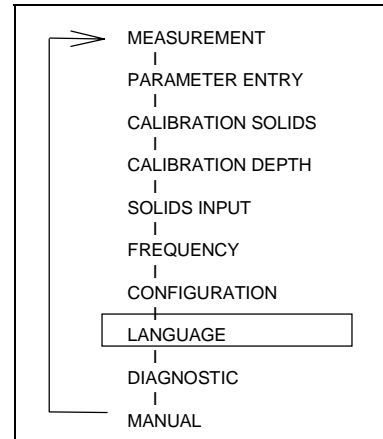 MEASUREMENT
PARAMETER ENTRY
CALIBRATION SOLIDS
CALIBRATION DEPTH
SOLIDS INPUT
FREQUENCY
CONFIGURATION
LANGUAGE
DIAGNOSTIC
MANUAL